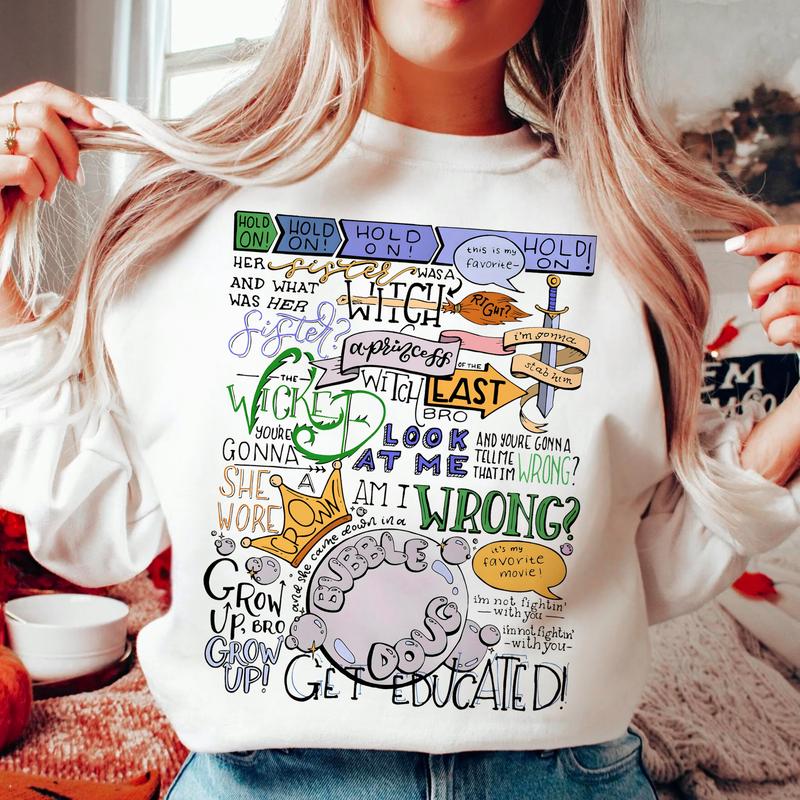 HOLD ON! HOLD ON! HOLD ON! HOLD ON!
this is my favorite-
HER sister WAS A
WITCH RIGHT?
AND WHAT
WAS HER
sister?
a princess
i'm gonna
stab him
THE
WICKED
WITCH OF THE
EAST
BRO
YOU'RE
GONNA
LOOK
AT ME
AND YOU'RE GONNA
TELL ME
THAT IM WRONG?
AM I WRONG?
SHE
WORE
A
CROWN
and she came down in a
BUBBLE
DOUG
it's my
favorite
movie!
GROW
UP, BRO
GROW
UP!
i'm not fightin'
with you
i'm not fightin'
-with you-
GET EDUCATED!